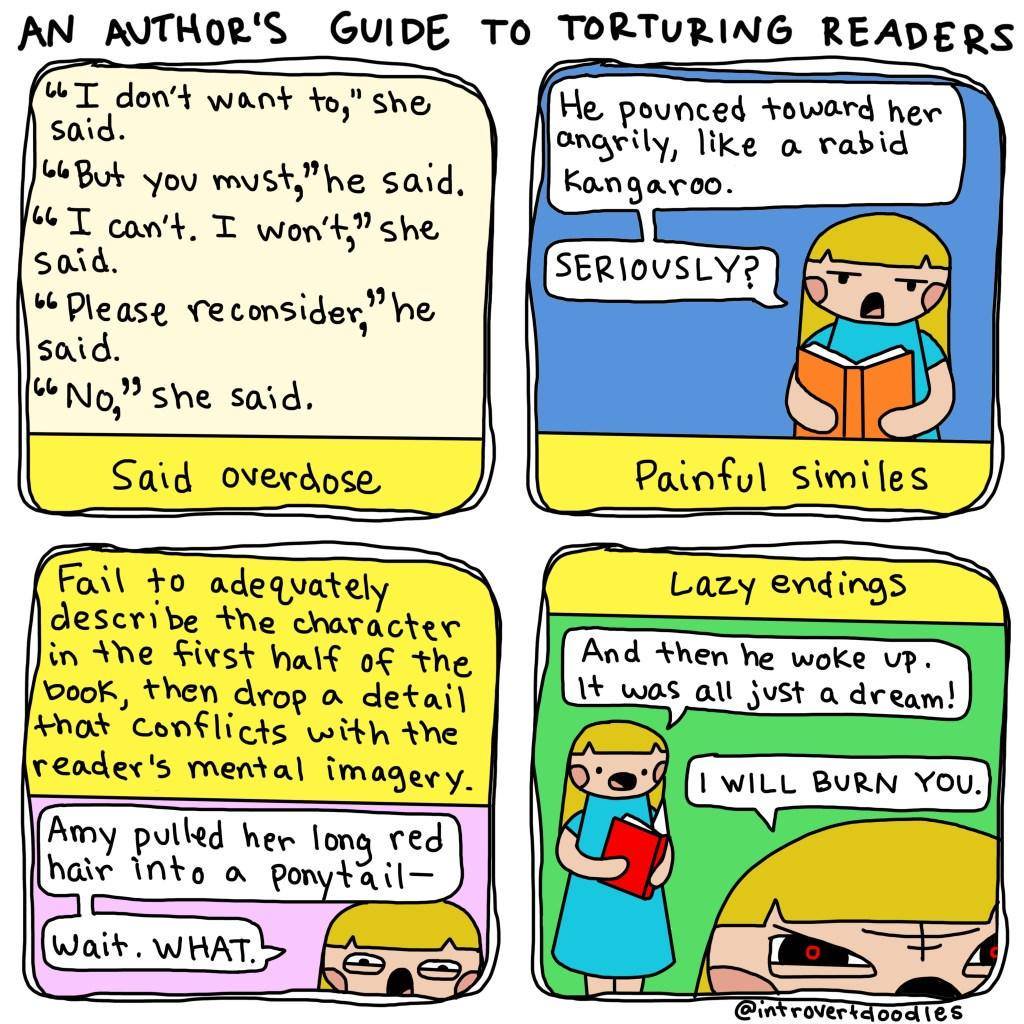 AN AUTHOR'S GUIDE TO TORTURING READERS
"I don't want to," she
said.
"But you must," he said.
"I can't. I won't," she
said.
"Please reconsider," he
said.
"No," she said.
Said overdose
He pounced toward her
angrily, like a rabid
kangaroo.
SERIOUSLY?
Painful similes
Fail to adequately
describe the character
in the first half of the
book, then drop a detail
that conflicts with the
reader's mental imagery.
Amy pulled her long red
hair into a ponytail—
Wait. WHAT.
Lazy endings
And then he woke up.
It was all just a dream!
I WILL BURN YOU.
@introvertdoodles